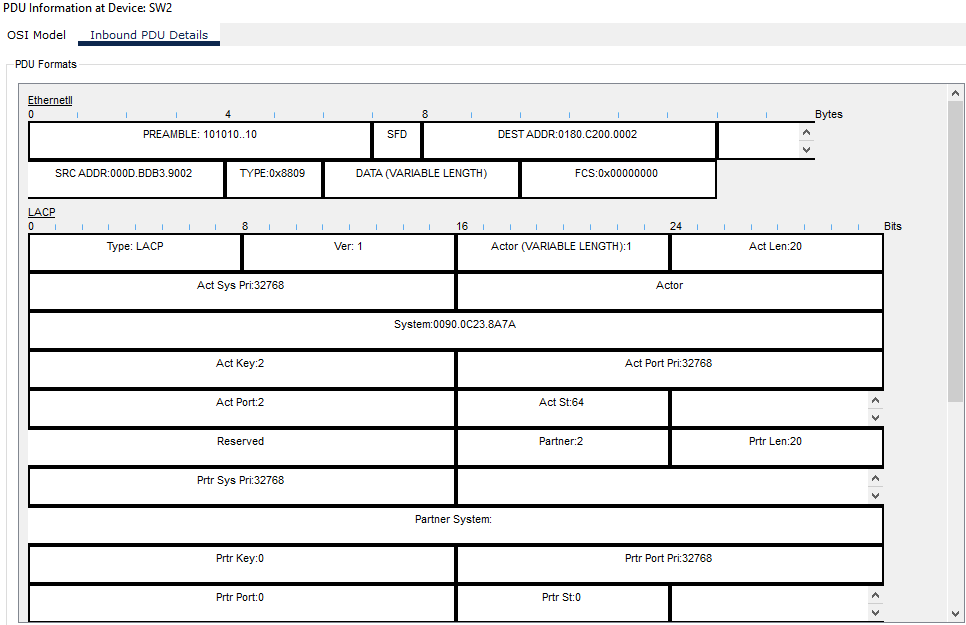 PDU Information at Device: SW2
OSI Model Inbound PDU Details
PDU Formats
EthernetII
0 4 8 Bytes
PREAMBLE: 101010..10 SFD DEST ADDR:0180.C200.0002
SRC ADDR:000D.BDB3.9002 TYPE:0x8809 DATA (VARIABLE LENGTH) FCS:0x00000000
LACP
0 8 16 24 Bits
Type: LACP Ver: 1 Actor (VARIABLE LENGTH):1 Act Len:20
Act Sys Pri:32768 Actor
System:0090.0C23.8A7A
Act Key:2 Act Port Pri:32768
Act Port:2 Act St:64
Reserved Partner:2 Prtr Len:20
Prtr Sys Pri:32768
Partner System:
Prtr Key:0 Prtr Port Pri:32768
Prtr Port:0 Prtr St:0